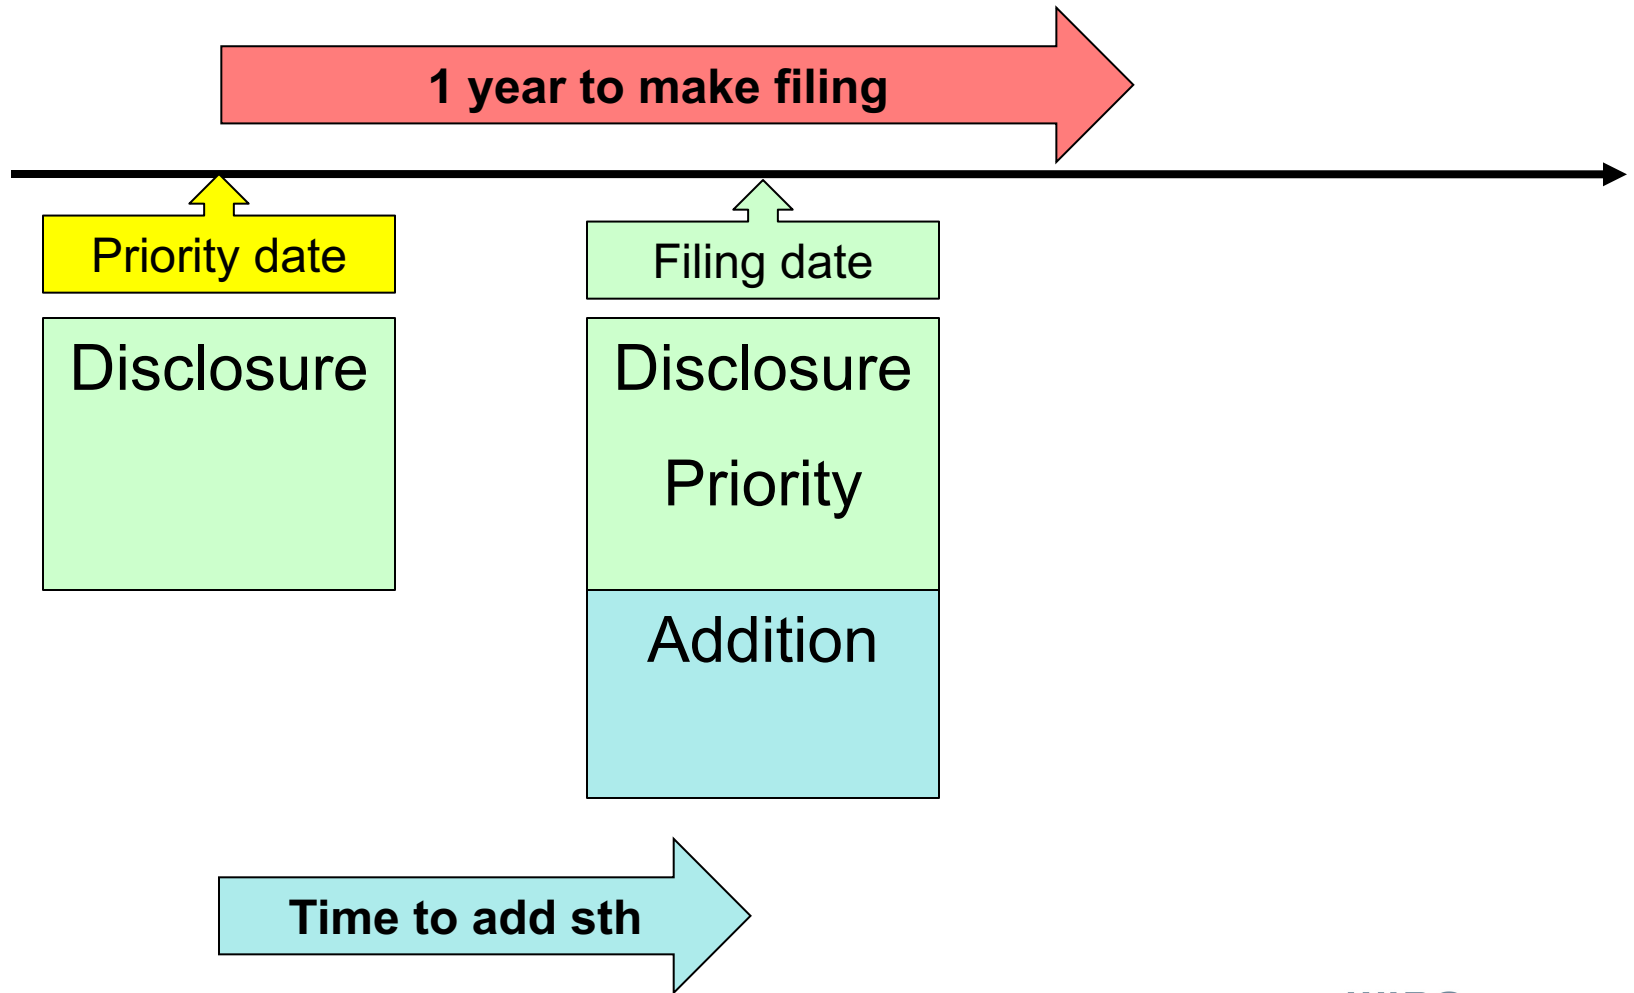 1 year to make filing
Priority date
Filing date
Disclosure
Disclosure
Priority
Addition
Time to add sth